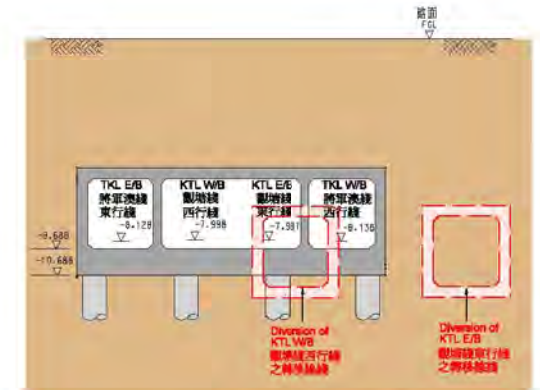 路面
FGL
TKL E/B
將軍澳綫
東行綫
-8.128
KTL W/B
觀塘綫
西行綫
-7.998
KTL E/B
觀塘綫
東行綫
-7.981
TKL W/B
將軍澳綫
西行綫
-8.138
-9.688
-10.688
Diversion of
KTL W/B
觀塘綫西行綫
之轉移接綫
Diversion of
KTL E/B
觀塘綫東行綫
之轉移接綫